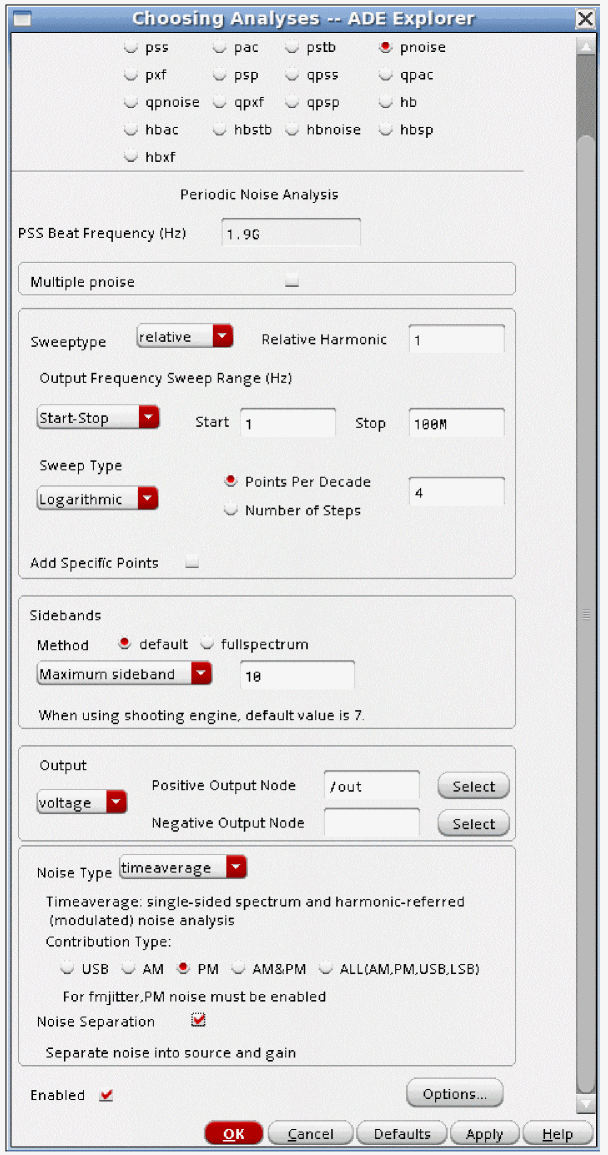 Choosing Analyses -- ADE Explorer
pss pac pstb pnoise
pxf psp qpss qpac
qpnoise qpxf qpsp hb
hbac hbstb hbnoise hbsp
hbxf
Periodic Noise Analysis
PSS Beat Frequency (Hz) 1.9G
Multiple pnoise
Sweeptype relative Relative Harmonic 1
Output Frequency Sweep Range (Hz)
Start-Stop Start 1 Stop 100M
Sweep Type
Points Per Decade
Logarithmic 4
Number of Steps
Add Specific Points
Sidebands
Method default fullspectrum
Maximum sideband 10
When using shooting engine, default value is 7.
Output
Positive Output Node /out Select
voltage
Negative Output Node Select
Noise Type timeaverage
Timeaverage: single-sided spectrum and harmonic-referred
(modulated) noise analysis
Contribution Type:
USB AM PM AM&PM ALL(AM,PM,USB,LSB)
For fmjitter,PM noise must be enabled
Noise Separation
Separate noise into source and gain
Enabled Options...
OK Cancel Defaults Apply Help